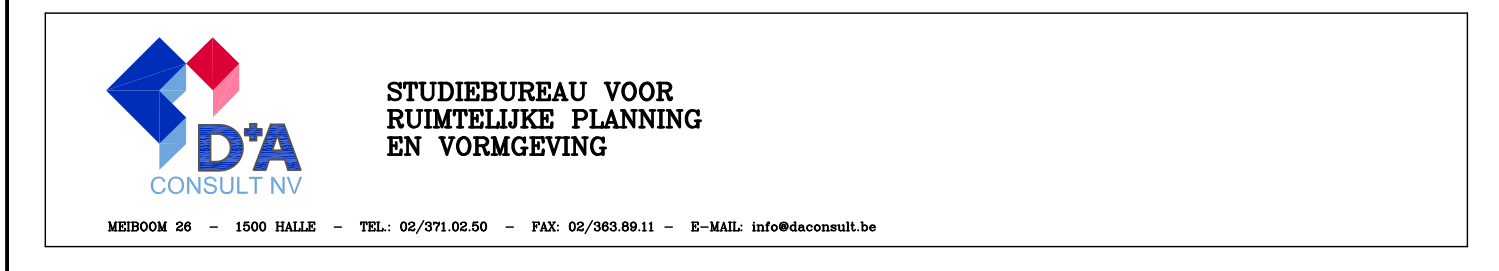 STUDIEBUREAU VOOR
RUIMTELIJKE PLANNING
EN VORMGEVING
D+A
CONSULT NV
MEIBOOM 26 - 1500 HALLE - TEL.: 02/371.02.50 - FAX: 02/363.89.11 - E-MAIL: info@daconsult.be